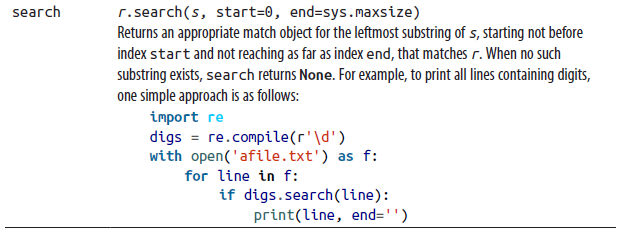 search r.search(s, start=0, end=sys.maxsize)
Returns an appropriate match object for the leftmost substring of s, starting not before
index start and not reaching as far as index end, that matches r. When no such
substring exists, search returns None. For example, to print all lines containing digits,
one simple approach is as follows:
import re
digs = re.compile(r'\d')
with open('afile.txt') as f:
    for line in f:
        if digs.search(line):
            print(line, end='')